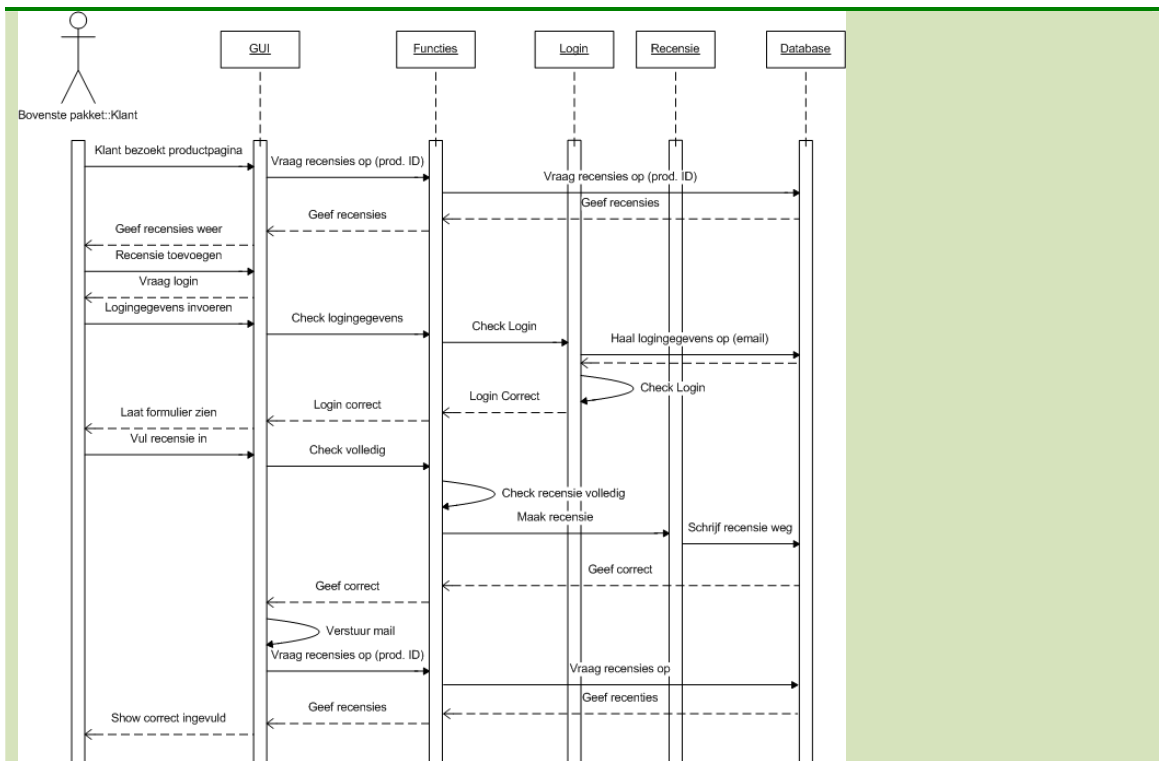 GUI
Functies
Login
Recensie
Database
Bovenste pakket::Klant
Klant bezoekt productpagina
Vraag recensies op (prod. ID)
Vraag recensies op (prod. ID)
Geef recensies
Geef recensies
Geef recensies weer
Recensie toevoegen
Vraag login
Logingegevens invoeren
Check logingegevens
Check Login
Haal logingegevens op (email)
Check Login
Login Correct
Login correct
Laat formulier zien
Vul recensie in
Check volledig
Check recensie volledig
Maak recensie
Schrijf recensie weg
Geef correct
Geef correct
Verstuur mail
Vraag recensies op (prod. ID)
Vraag recensies op
Geef recenties
Geef recensies
Show correct ingevuld